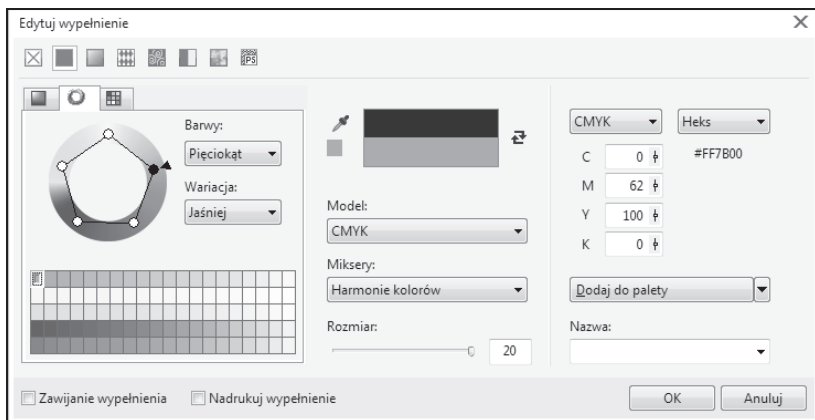 Edytuj wypełnienie
PS
Barwy:
Pięciokąt
Wariacja:
Jaśniej
Model:
CMYK
Miksery:
Harmonie kolorów
Rozmiar:
20
CMYK
Heks
C 0
#FF7B00
M 62
Y 100
K 0
Dodaj do palety
Nazwa:
Zawijanie wypełnienia
Nadrukuj wypełnienie
OK
Anuluj